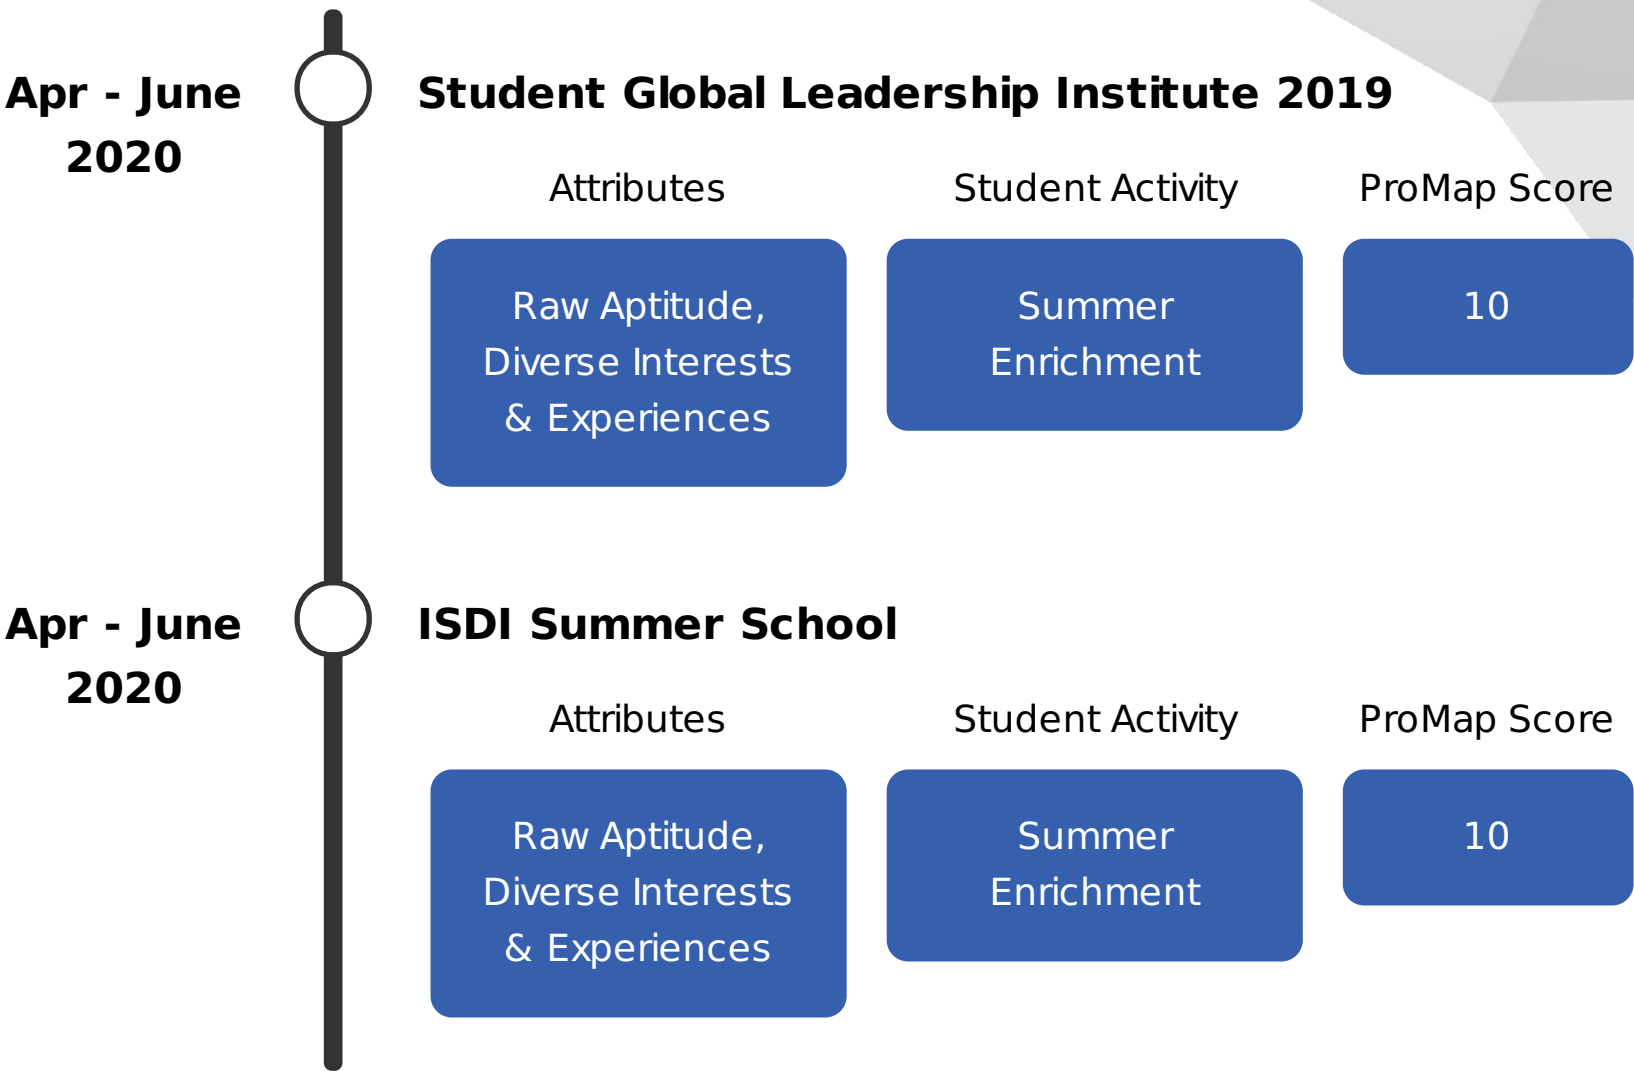 Apr - June
2020
Student Global Leadership Institute 2019
Attributes
Student Activity
ProMap Score
Raw Aptitude,
Diverse Interests
& Experiences
Summer
Enrichment
10
Apr - June
2020
ISDI Summer School
Attributes
Student Activity
ProMap Score
Raw Aptitude,
Diverse Interests
& Experiences
Summer
Enrichment
10